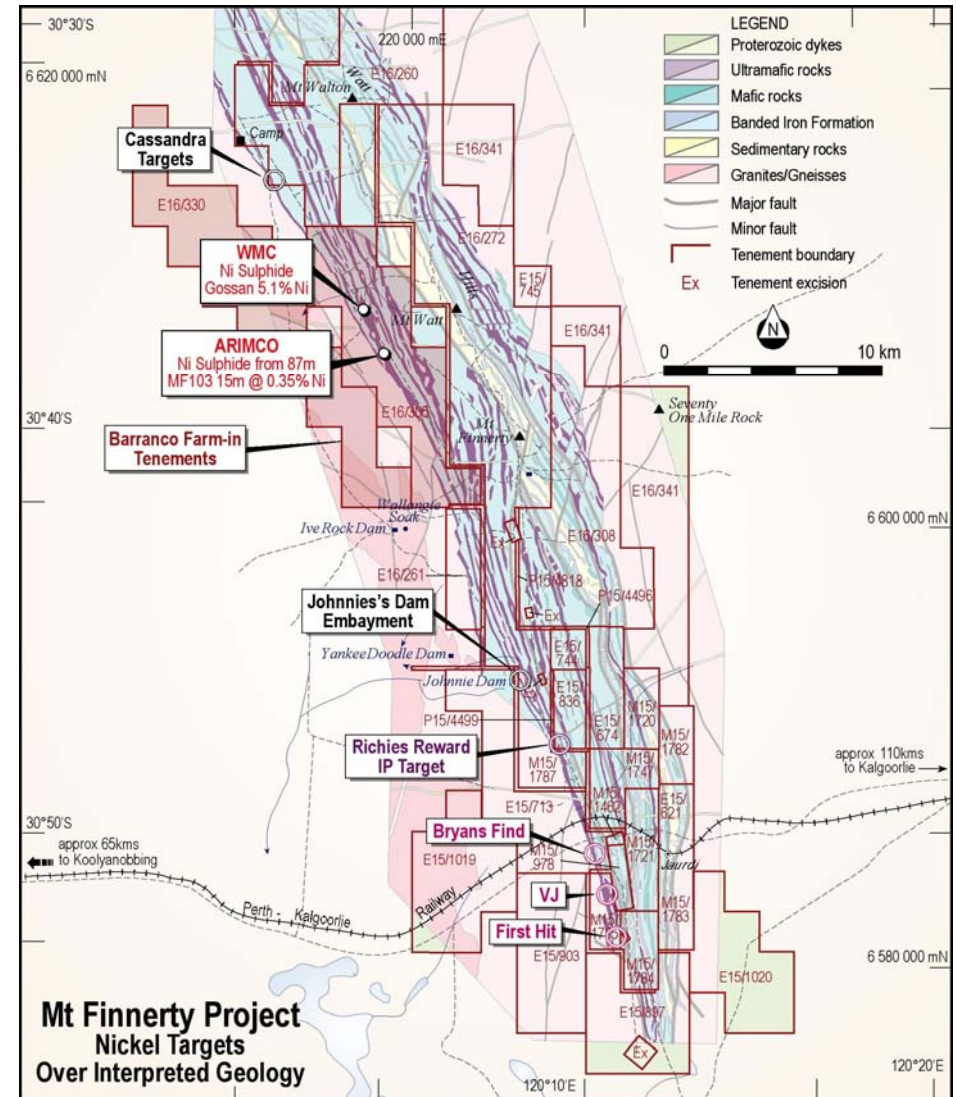 30°30'S
220 000 mE
6 620 000 mN
LEGEND
Proterozoic dykes
Ultramafic rocks
Mafic rocks
Banded Iron Formation
Sedimentary rocks
Granites/Gneisses
Major fault
Minor fault
Tenement boundary
Ex Tenement excision
N
0 10 km
E16/260
Mt Walton
Watt
Camp
Cassandra
Targets
E16/341
E16/330
E16/272
WMC
Ni Sulphide
Gossan 5.1% Ni
E15/
745
Hills
Mt Watt
E16/341
ARIMCO
Ni Sulphide from 87m
MF103 15m @ 0.35% Ni
30°40'S
Seventy
One Mile Rock
Barranco Farm-in
Tenements
Mt
Finnerty
E16/341
Wallangie
Soak
Ive Rock Dam
6 600 000 mN
Ex
E16/308
E16/261
P15/4818
P15/4496
Johnnies's Dam
Embayment
Ex
Yankee Doodle Dam
E15/
744
Johnnie Dam
E15/
836
E15/
674
M15/
1720
P15/4499
M15/
1782
Richies Reward
IP Target
M15/
1787
M15/
1747
approx 110kms
to Kalgoorlie
E15/713
M15/
1462
E15/
621
30°50'S
Bryans Find
approx 65kms
to Koolyanobbing
E15/1019
M15/
978
M15/
1721
Jaurdi
Railway
Perth - Kalgoorlie
VJ
M15/
1783
First Hit
E15/903
6 580 000 mN
M15/
1784
E15/1020
E15/897
Mt Finnerty Project
Nickel Targets
Over Interpreted Geology
Ex
120°10'E
120°20'E